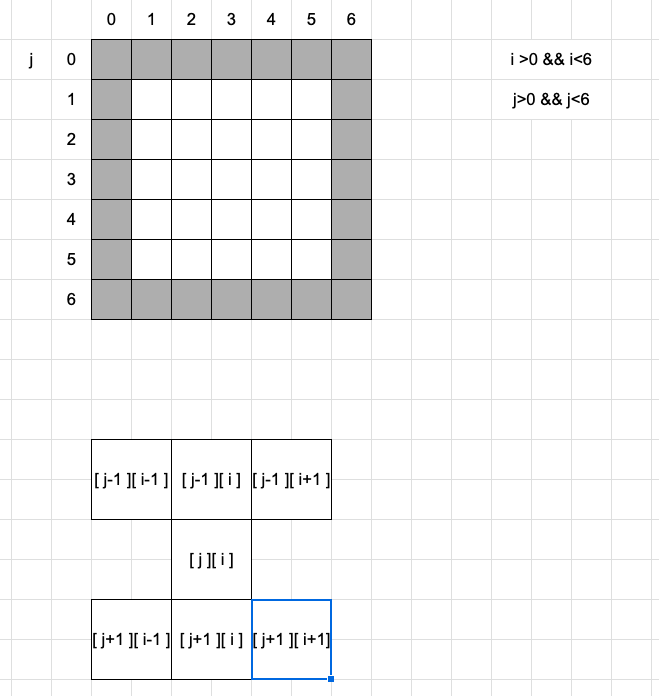 0 1 2 3 4 5 6
j 0 i >0 && i<6
1 j>0 && j<6
2
3
4
5
6
[ j-1 ][ i-1 ] [ j-1 ][ i ] [ j-1 ][ i+1 ]
[ j ][ i ]
[ j+1 ][ i-1 ] [ j+1 ][ i ] [ j+1 ][ i+1]